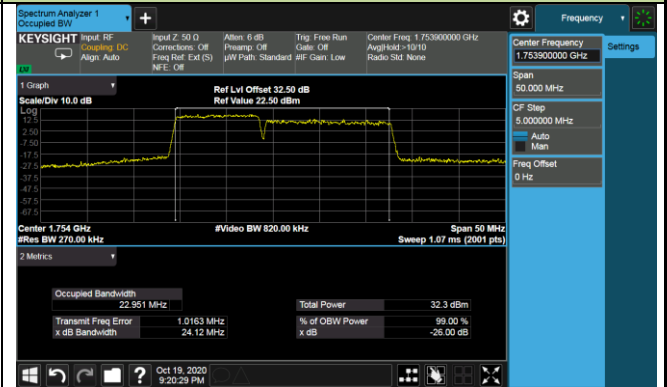 Spectrum Analyzer 1
Occupied BW
Frequency
KEYSIGHT
Input: RF
Coupling: DC
Align: Auto
Input Z: 50 Ω
Corrections: Off
Freq Ref: Ext (S)
NFE: Off
Atten: 6 dB
Preamp: Off
µW Path: Standard
Trig: Free Run
Gate: Off
#IF Gain: Low
Center Freq: 1.753900000 GHz
Avg|Hold:>10/10
Radio Std: None
Center Frequency
1.753900000 GHz
Settings
Span
50.000 MHz
CF Step
5.000000 MHz
Auto
Man
Freq Offset
0 Hz
1 Graph
Scale/Div 10.0 dB
Ref Lvl Offset 32.50 dB
Ref Value 22.50 dBm
Log
12.5
2.50
-7.50
-17.5
-27.5
-37.5
-47.5
-57.5
-67.5
Center 1.754 GHz
#Res BW 270.00 kHz
#Video BW 820.00 kHz
Span 50 MHz
Sweep 1.07 ms (2001 pts)
2 Metrics
Occupied Bandwidth
22.951 MHz
Total Power 32.3 dBm
Transmit Freq Error 1.0163 MHz
% of OBW Power 99.00 %
x dB Bandwidth 24.12 MHz
x dB -26.00 dB
?
Oct 19, 2020
9:20:29 PM